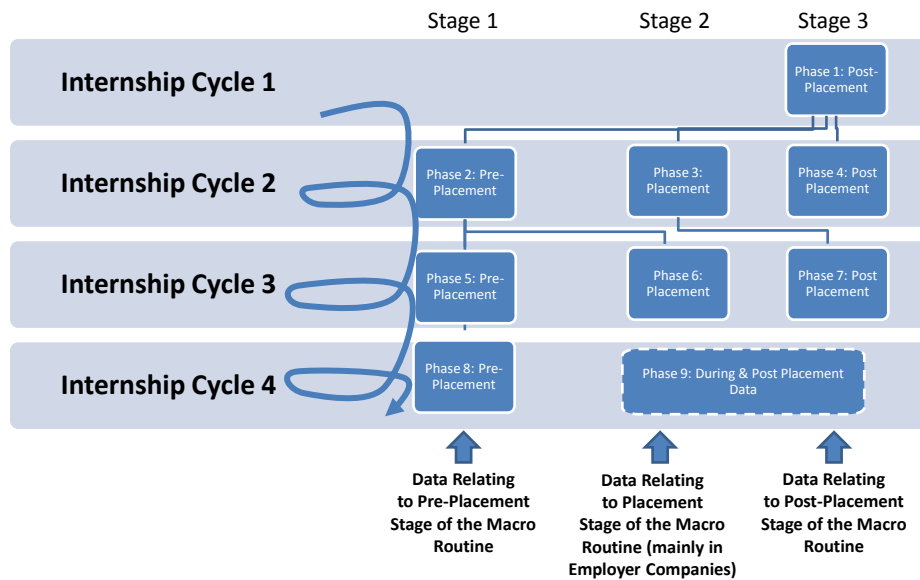 Stage 1
Stage 2
Stage 3
Internship Cycle 1
Phase 1: Post-
Placement
Internship Cycle 2
Phase 2: Pre-
Placement
Phase 3:
Placement
Phase 4: Post
Placement
Internship Cycle 3
Phase 5: Pre-
Placement
Phase 6:
Placement
Phase 7: Post
Placement
Internship Cycle 4
Phase 8: Pre-
Placement
Phase 9: During & Post Placement
Data
Data Relating
to Pre-Placement
Stage of the Macro
Routine
Data Relating
to Placement
Stage of the Macro
Routine (mainly in
Employer Companies)
Data Relating
to Post-Placement
Stage of the Macro
Routine